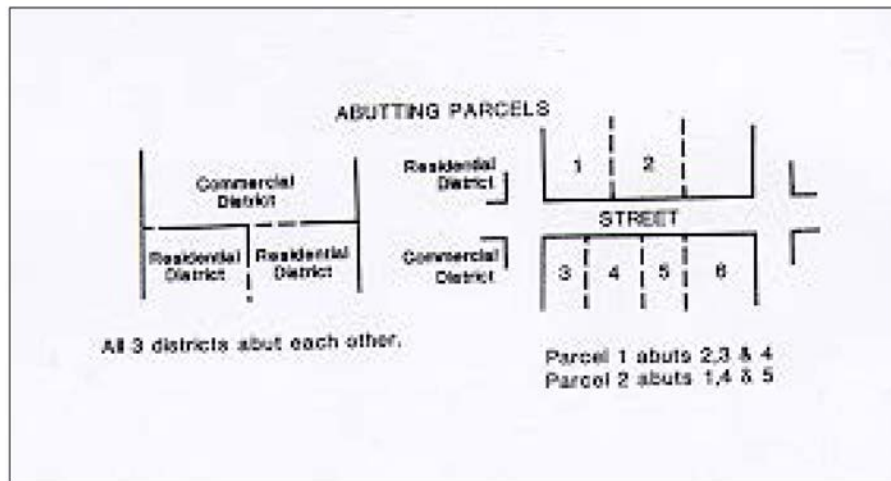 ABUTTING PARCELS
Commercial
District
Residential
District
Residential
District
All 3 districts abut each other.
Residential
District
1
2
STREET
Commercial
District
3
4
5
6
Parcel 1 abuts 2,3 & 4
Parcel 2 abuts 1,4 & 5